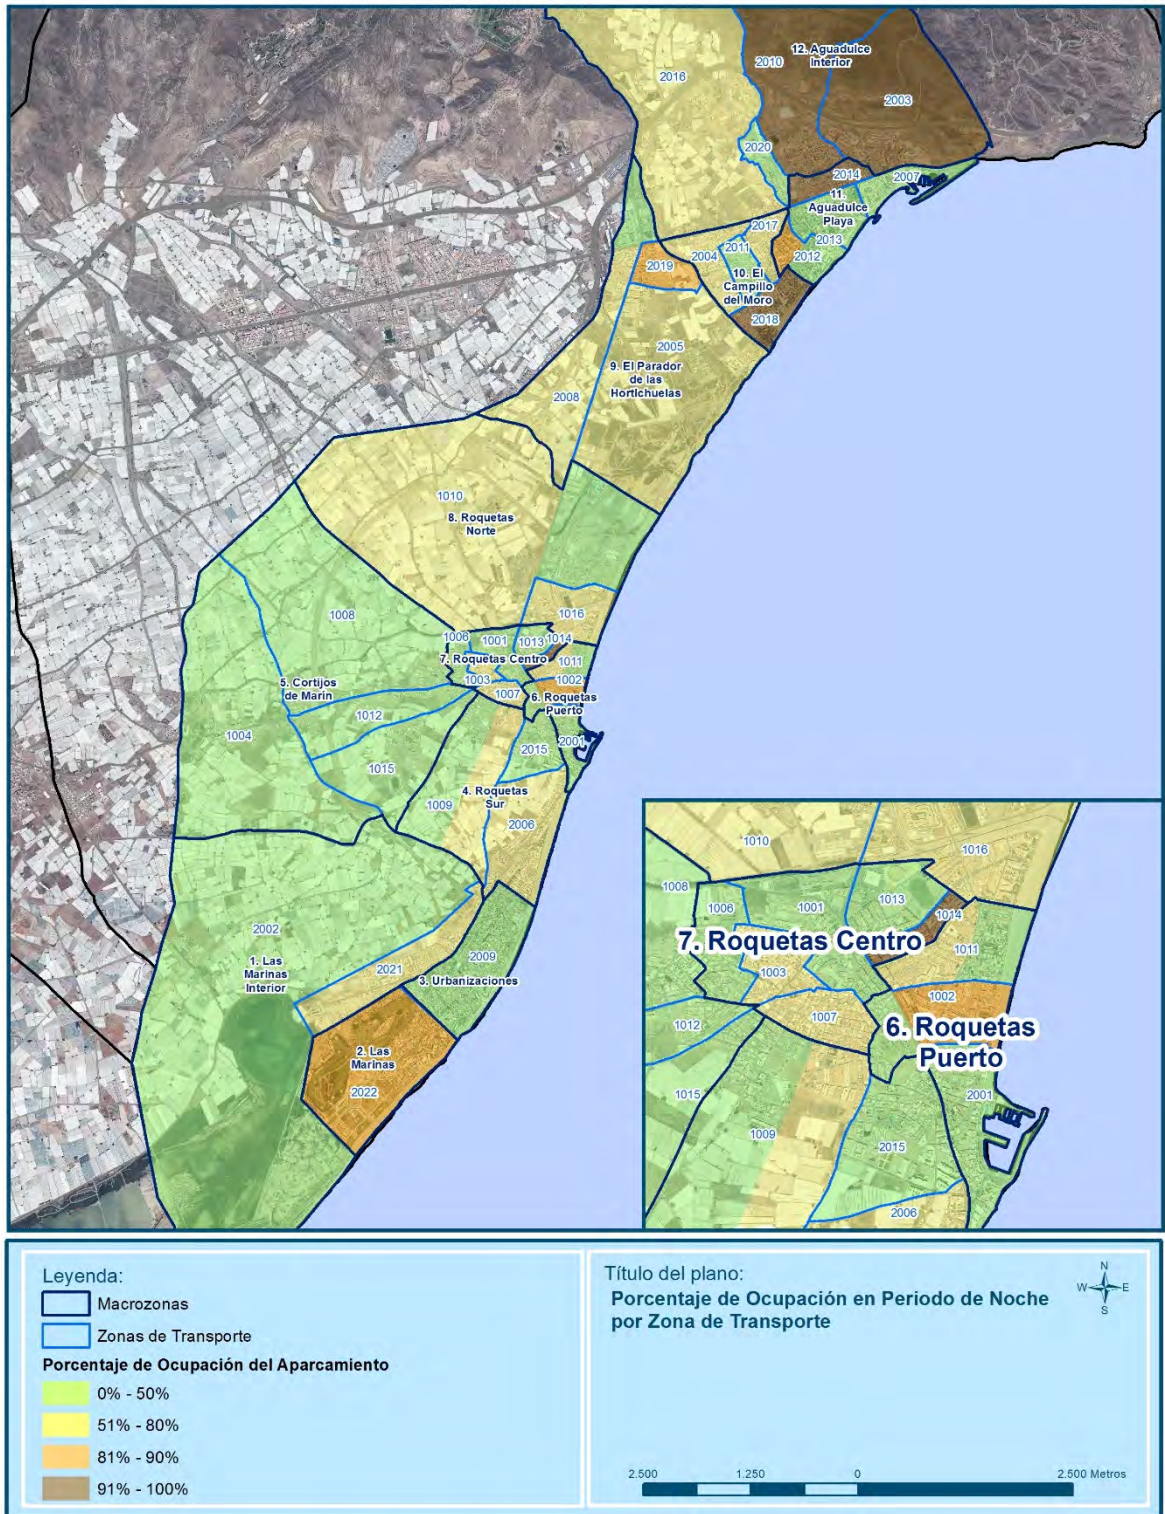 12. Aguadulce
Interior
2010
2016
2003
2020
2014
2007
11.
Aguadulce
Playa
2017
2013
2011
2004
2012
2019
10. El
Campillo
del Moro
2018
2005
9. El Parador
de las
Hortichuelas
2008
1010
8. Roquetas
Norte
1008
1016
1006
1001
1013
1014
7. Roquetas Centro
1011
1003
1002
5. Cortijos
de Marin
1007
6. Roquetas
Puerto
1012
1004
2001
2015
1015
4. Roquetas
Sur
1009
2006
2002
2009
1. Las
Marinas
Interior
2021
3. Urbanizaciones
2. Las
Marinas
2022
1010
1016
1008
1006
1001
1013
1014
7. Roquetas Centro
1011
1003
1002
1007
1012
6. Roquetas
Puerto
1015
2001
1009
2015
2006
Leyenda:
Macrozonas
Zonas de Transporte
Porcentaje de Ocupación del Aparcamiento
0% - 50%
51% - 80%
81% - 90%
91% - 100%
Título del plano:
Porcentaje de Ocupación en Periodo de Noche
por Zona de Transporte
N
W E
S
2.500 1.250 0 2.500 Metros